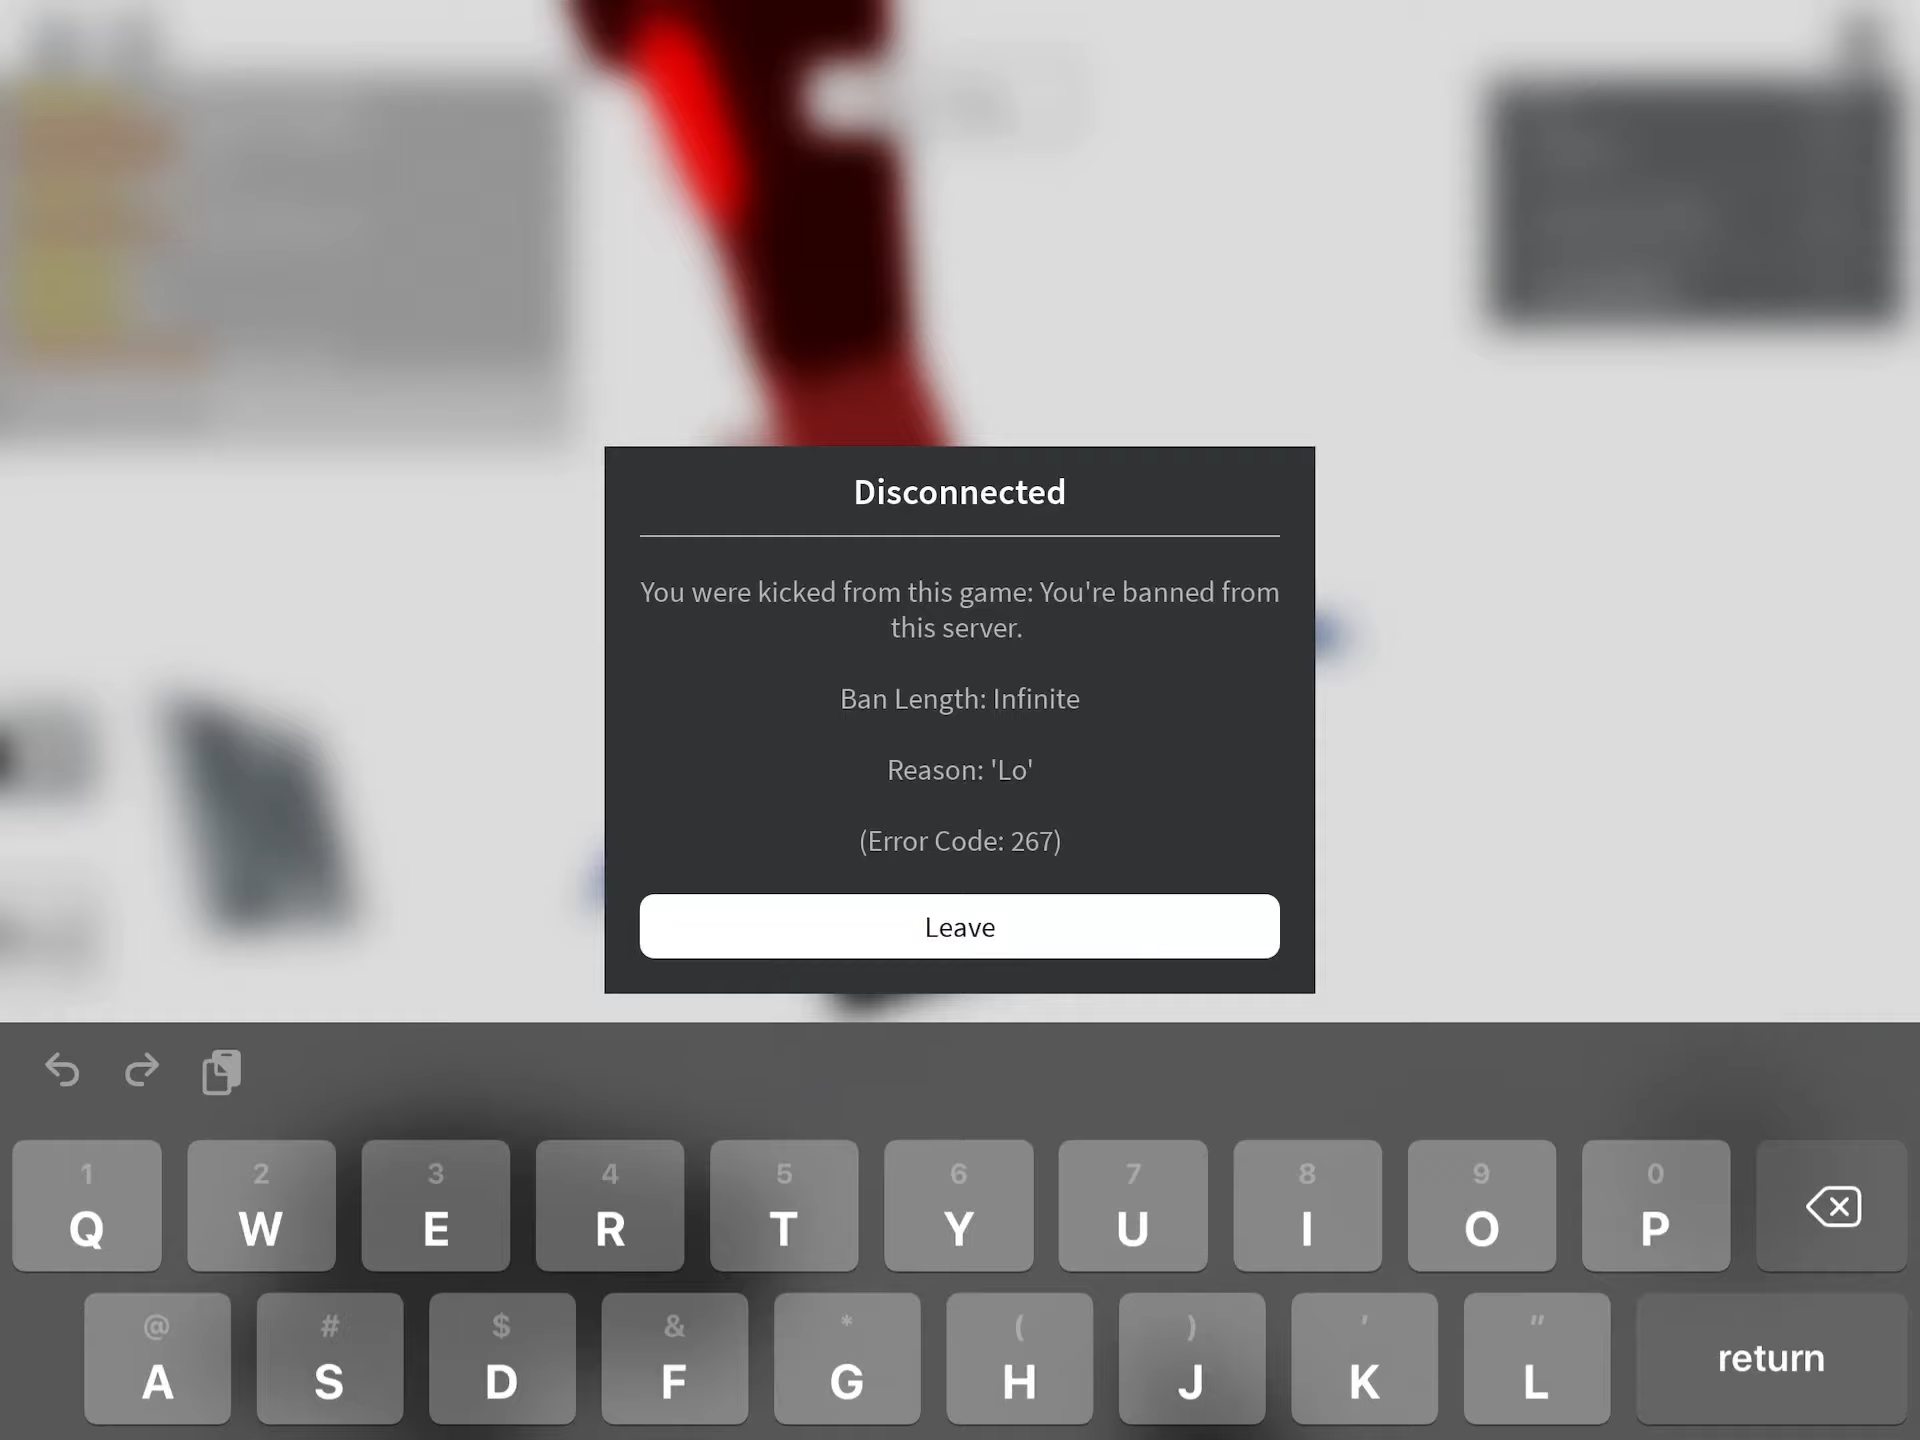 Disconnected
You were kicked from this game: You're banned from
this server.
Ban Length: Infinite
Reason: 'Lo'
(Error Code: 267)
Leave
1 2 3 4 5 6 7 8 9 0
Q W E R T Y U I O P
@ # $ & * ( ) ' "
A S D F G H J K L return